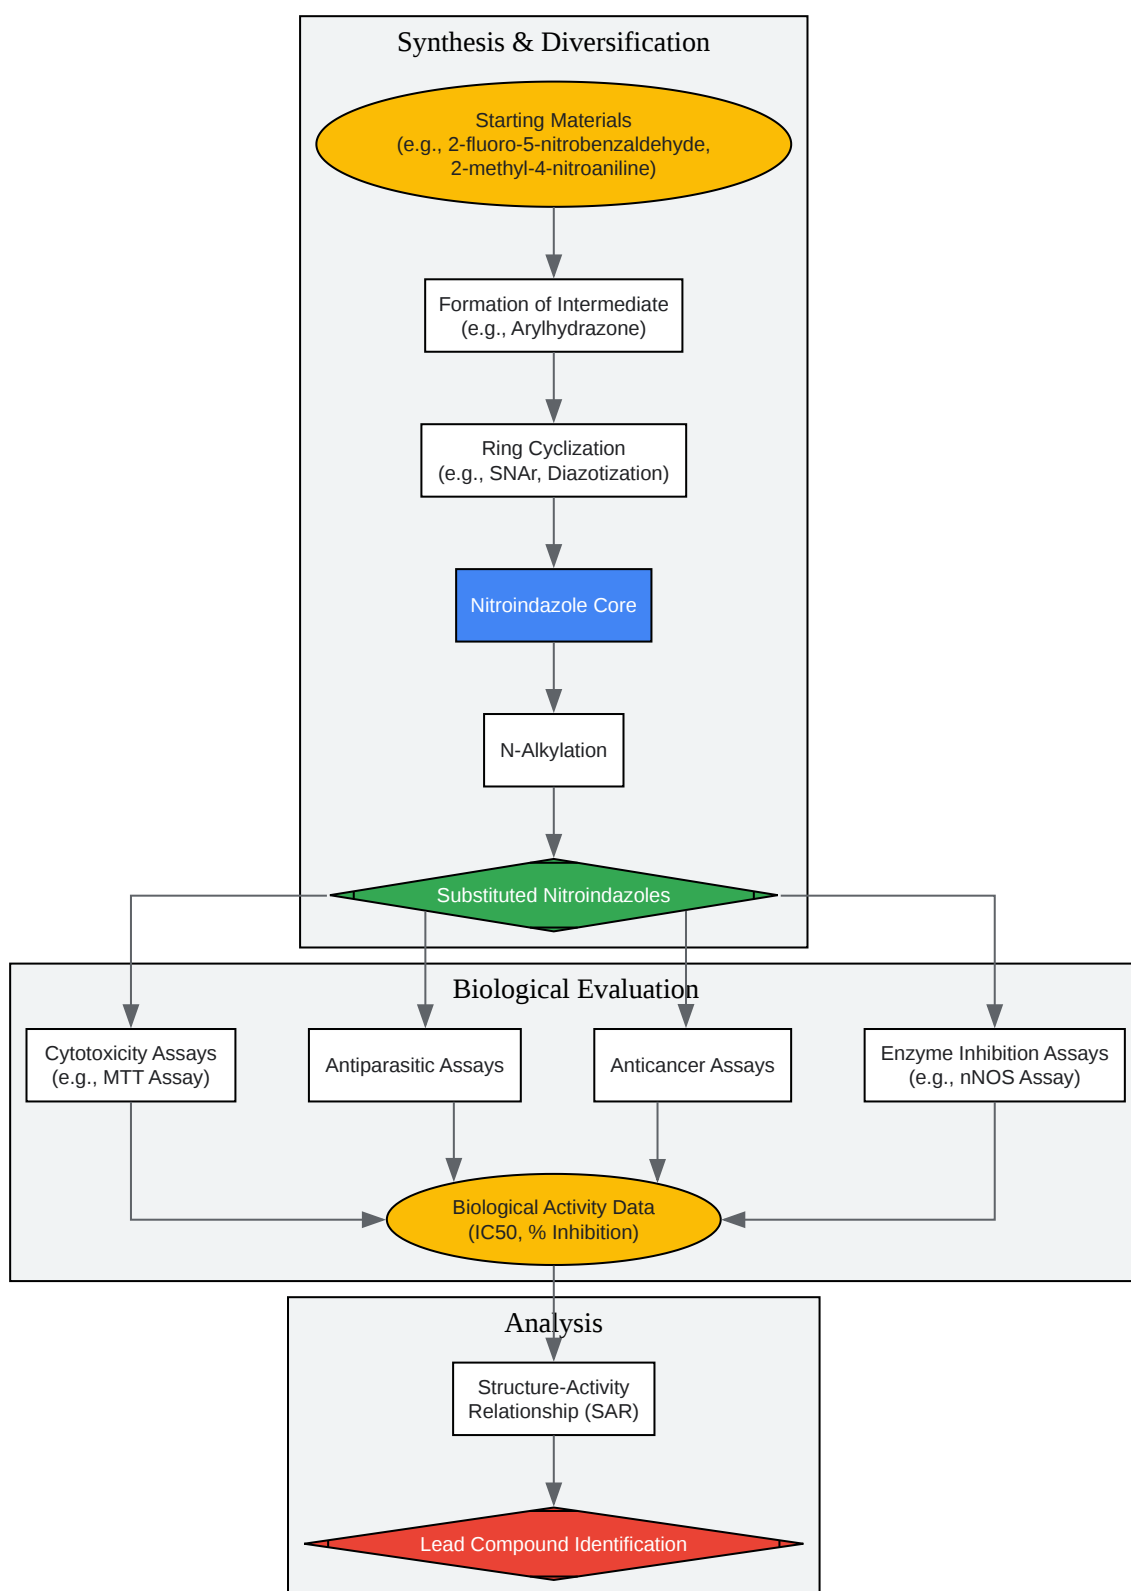 Synthesis & Diversification
Starting Materials
(e.g., 2-fluoro-5-nitrobenzaldehyde,
2-methyl-4-nitroaniline)
Formation of Intermediate
(e.g., Arylhydrazone)
Ring Cyclization
(e.g., SNAr, Diazotization)
Nitroindazole Core
N-Alkylation
Substituted Nitroindazoles
Biological Evaluation
Cytotoxicity Assays
(e.g., MTT Assay)
Antiparasitic Assays
Anticancer Assays
Enzyme Inhibition Assays
(e.g., nNOS Assay)
Biological Activity Data
(IC50, % Inhibition)
Analysis
Structure-Activity
Relationship (SAR)
Lead Compound Identification